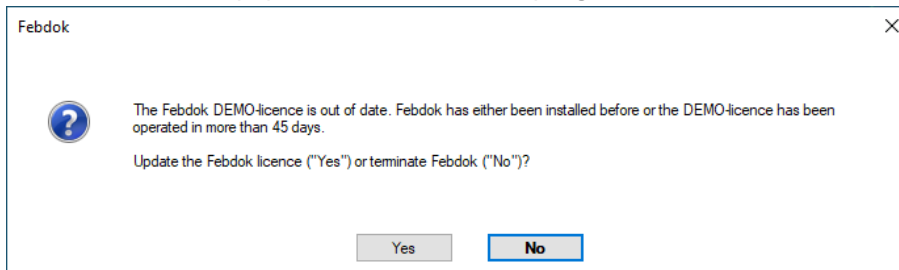 Febdok
The Febdok DEMO-licence is out of date. Febdok has either been installed before or the DEMO-licence has been
operated in more than 45 days.
Update the Febdok licence ("Yes") or terminate Febdok ("No")?
Yes
No